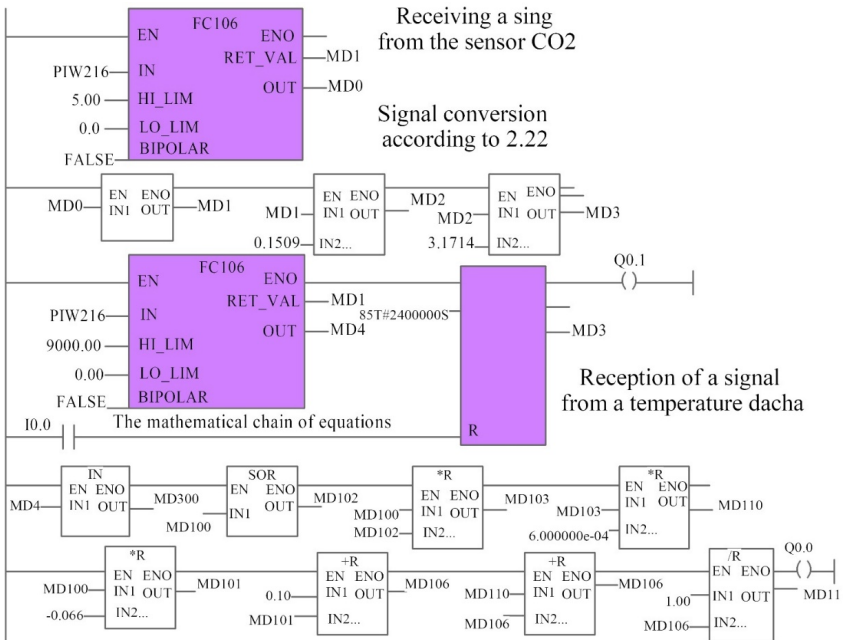 FC106
EN ENO
RET_VAL MD1
PIW216 IN
OUT MD0
5.00 HI_LIM
0.0 LO_LIM
BIPOLAR
FALSE
Receiving a sing
from the sensor CO2
Signal conversion
according to 2.22
EN ENO
MD0 IN1 OUT MD1
EN ENO MD2
MD1 IN1 OUT
0.1509 IN2...
EN ENO
MD2 IN1 OUT MD3
3.1714 IN2...
FC106
EN ENO
RET_VAL MD1
PIW216 IN
OUT MD4
9000.00 HI_LIM
0.00 LO_LIM
FALSE BIPOLAR
85T#2400000S
MD3
R
Q0.1
( )
Reception of a signal
from a temperature dacha
I0.0
The mathematical chain of equations
IN
EN ENO
MD4 IN1 OUT MD300
SOR
EN ENO MD102
MD100 IN1 OUT
*R
EN ENO
MD100 IN1 OUT MD103
MD102 IN2...
*R
EN ENO
MD103 IN1 OUT MD110
6.000000e-04 IN2...
*R
EN ENO
MD100 IN1 OUT MD101
-0.066 IN2...
+R
EN ENO
0.10 IN1 OUT MD106
MD101 IN2...
+R
EN ENO
MD110 IN1 OUT MD106
MD106 IN2...
/R
EN ENO
1.00 IN1 OUT MD11
MD106 IN2...
Q0.0
( )